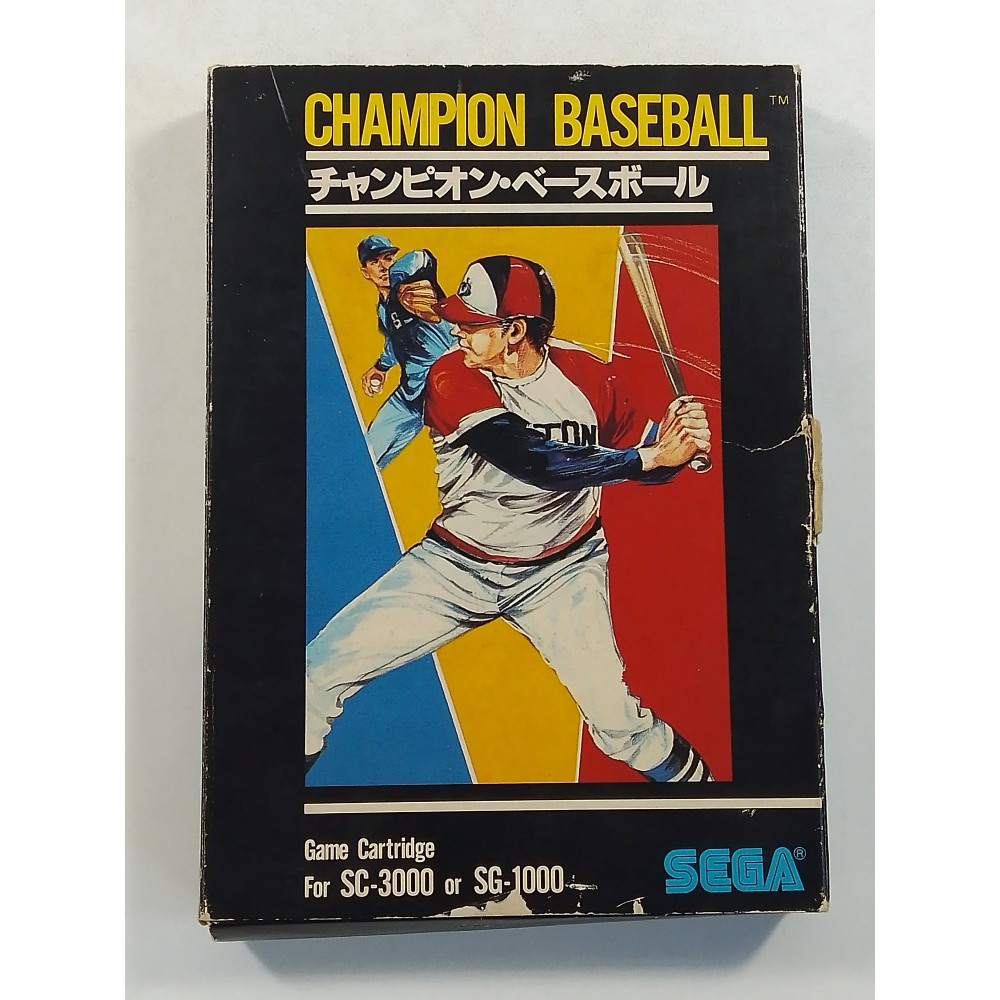 CHAMPION BASEBALL™
チャンピオン・ベースボール
S
TON
Game Cartridge
For SC-3000 or SG-1000
SEGA®